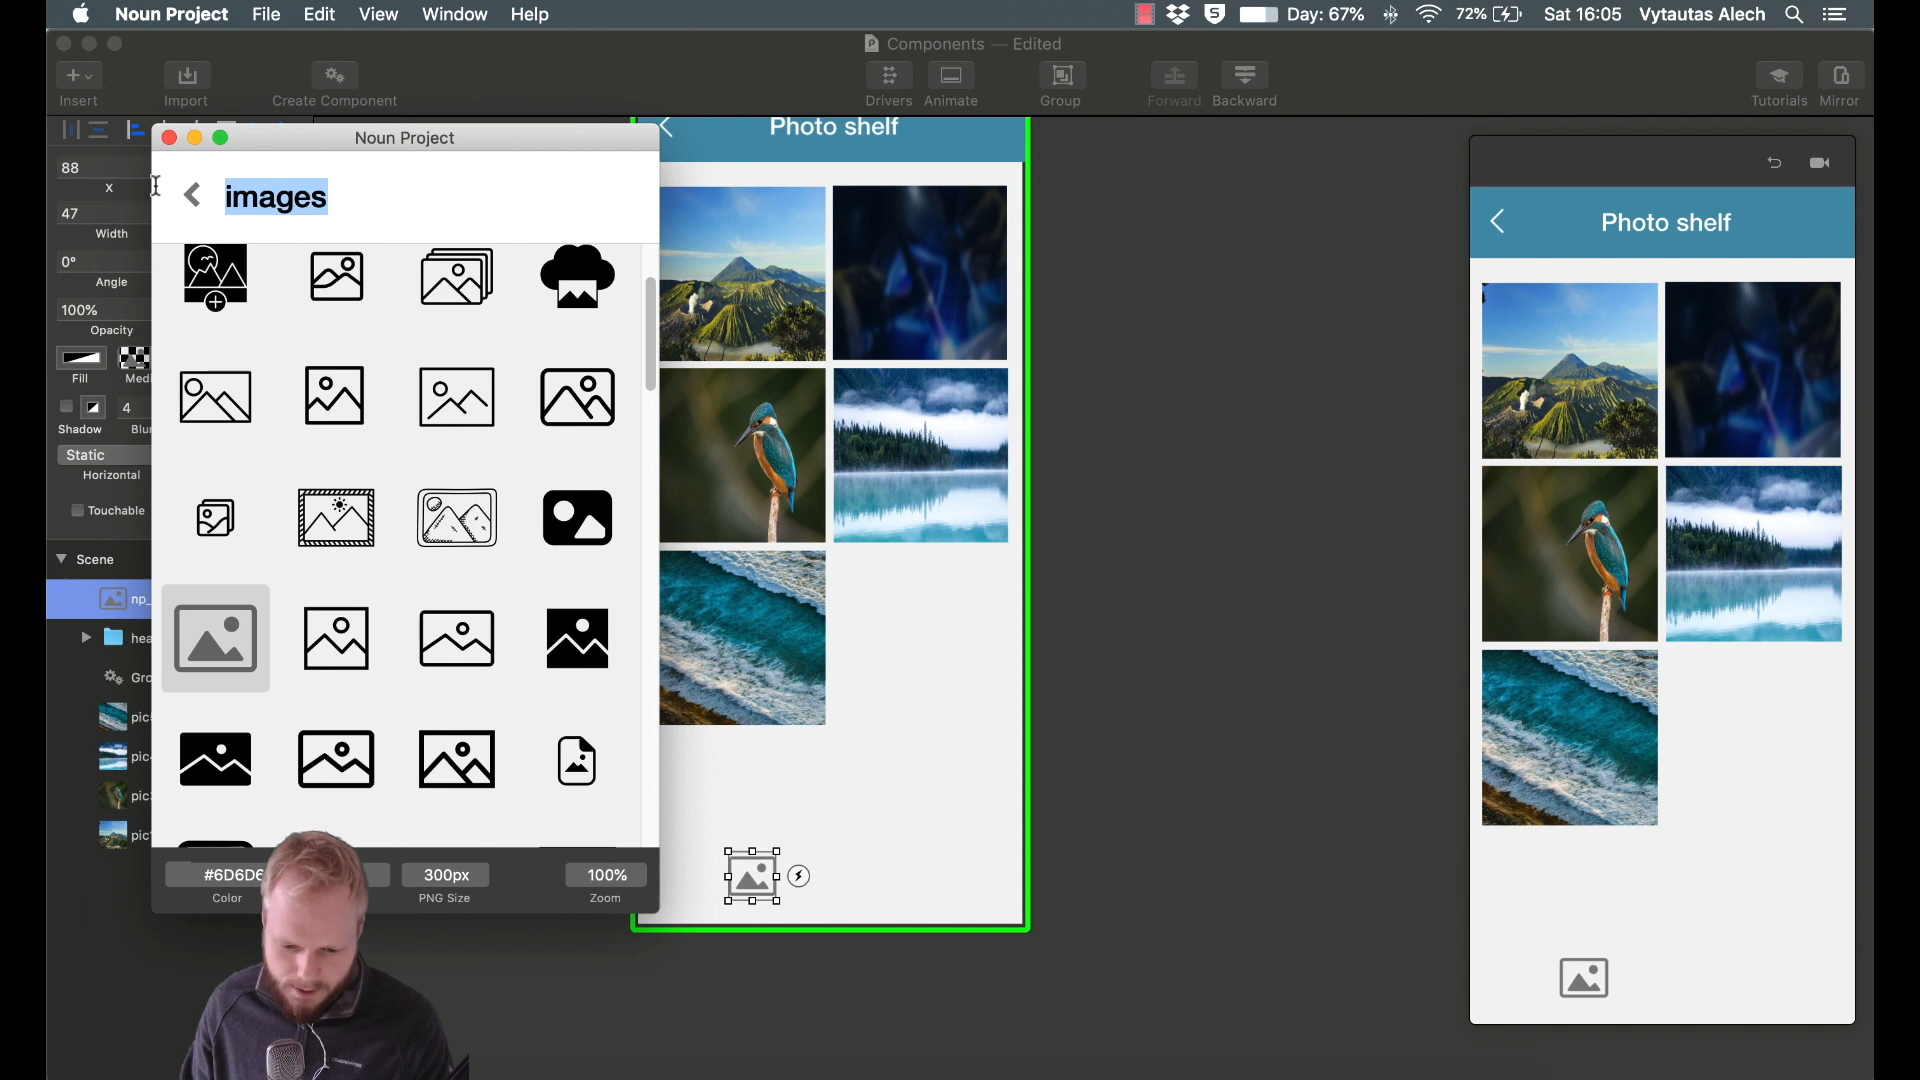 Noun Project File Edit View Window Help
S Day: 67% 72% Sat 16:05 Vytautas Alech
Components — Edited
Insert Import Create Component Drivers Animate Group Forward Backward Tutorials Mirror
Noun Project
images
88
X
47
Width
0°
Angle
100%
Opacity
Fill
Shadow
4
Static
Horizontal
Touchable
Scene
Photo shelf
300px 100%
Color PNG Size Zoom
Photo shelf